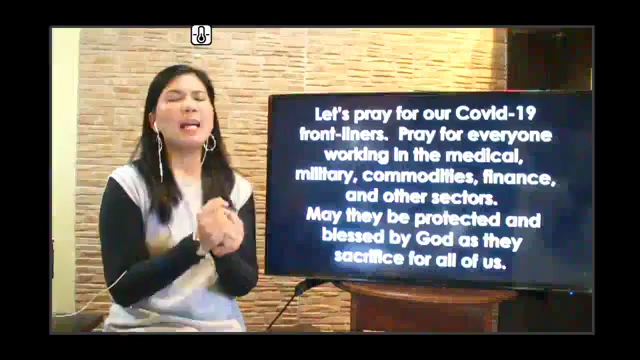 Let's pray for our Covid-19
front-liners. Pray for everyone
working in the medical,
military, commodities, finance,
and other sectors.
May they be protected and
blessed by God as they
sacrifice for all of us.